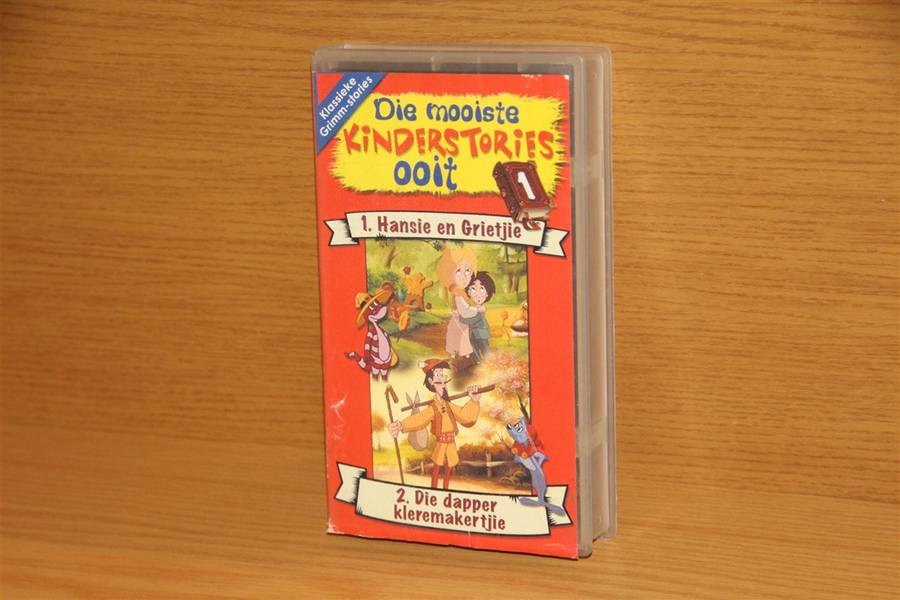 Klassieke
Grimm-stories
Die mooiste
KINDERSTORIES
ooit
1
1. Hansie en Grietjie
2. Die dapper
kleremakertjie